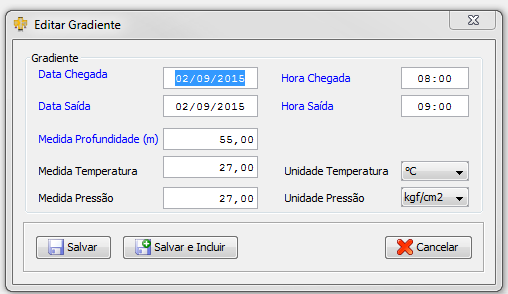 Editar Gradiente
Gradiente
Data Chegada 02/09/2015 Hora Chegada 08:00
Data Saída 02/09/2015 Hora Saída 09:00
Medida Profundidade (m) 55,00
Medida Temperatura 27,00 Unidade Temperatura ºC
Medida Pressão 27,00 Unidade Pressão kgf/cm2
Salvar Salvar e Incluir Cancelar